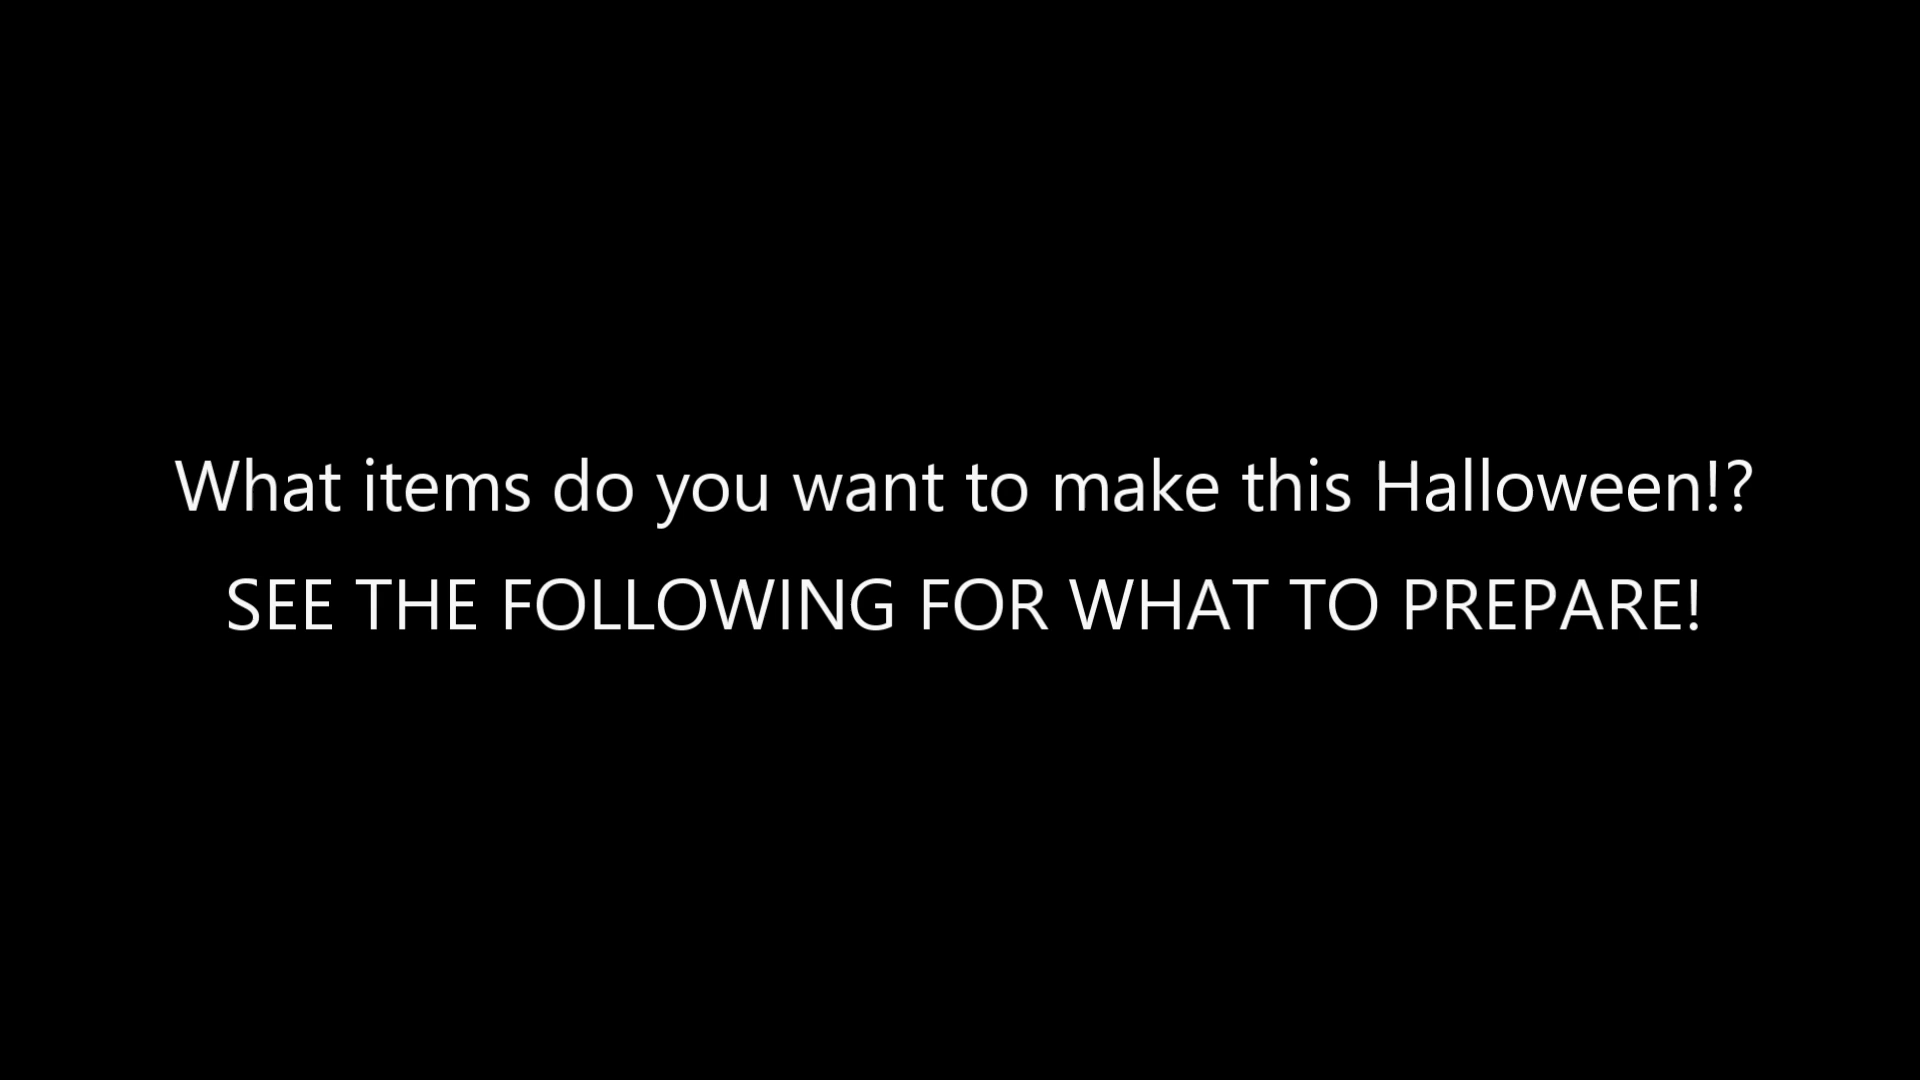 What items do you want to make this Halloween!?
SEE THE FOLLOWING FOR WHAT TO PREPARE!